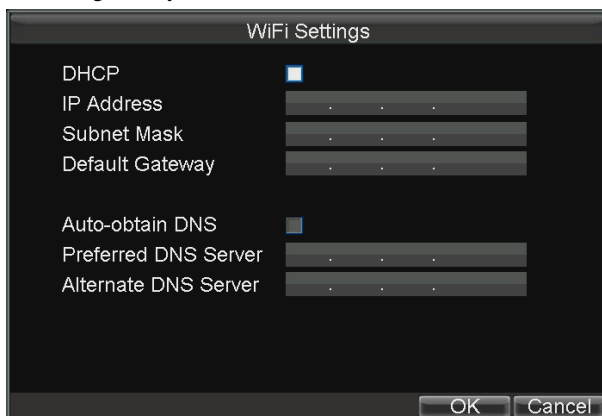 WiFi Settings
DHCP
IP Address . . .
Subnet Mask . . .
Default Gateway . . .
Auto-obtain DNS
Preferred DNS Server . . .
Alternate DNS Server . . .
OK Cancel